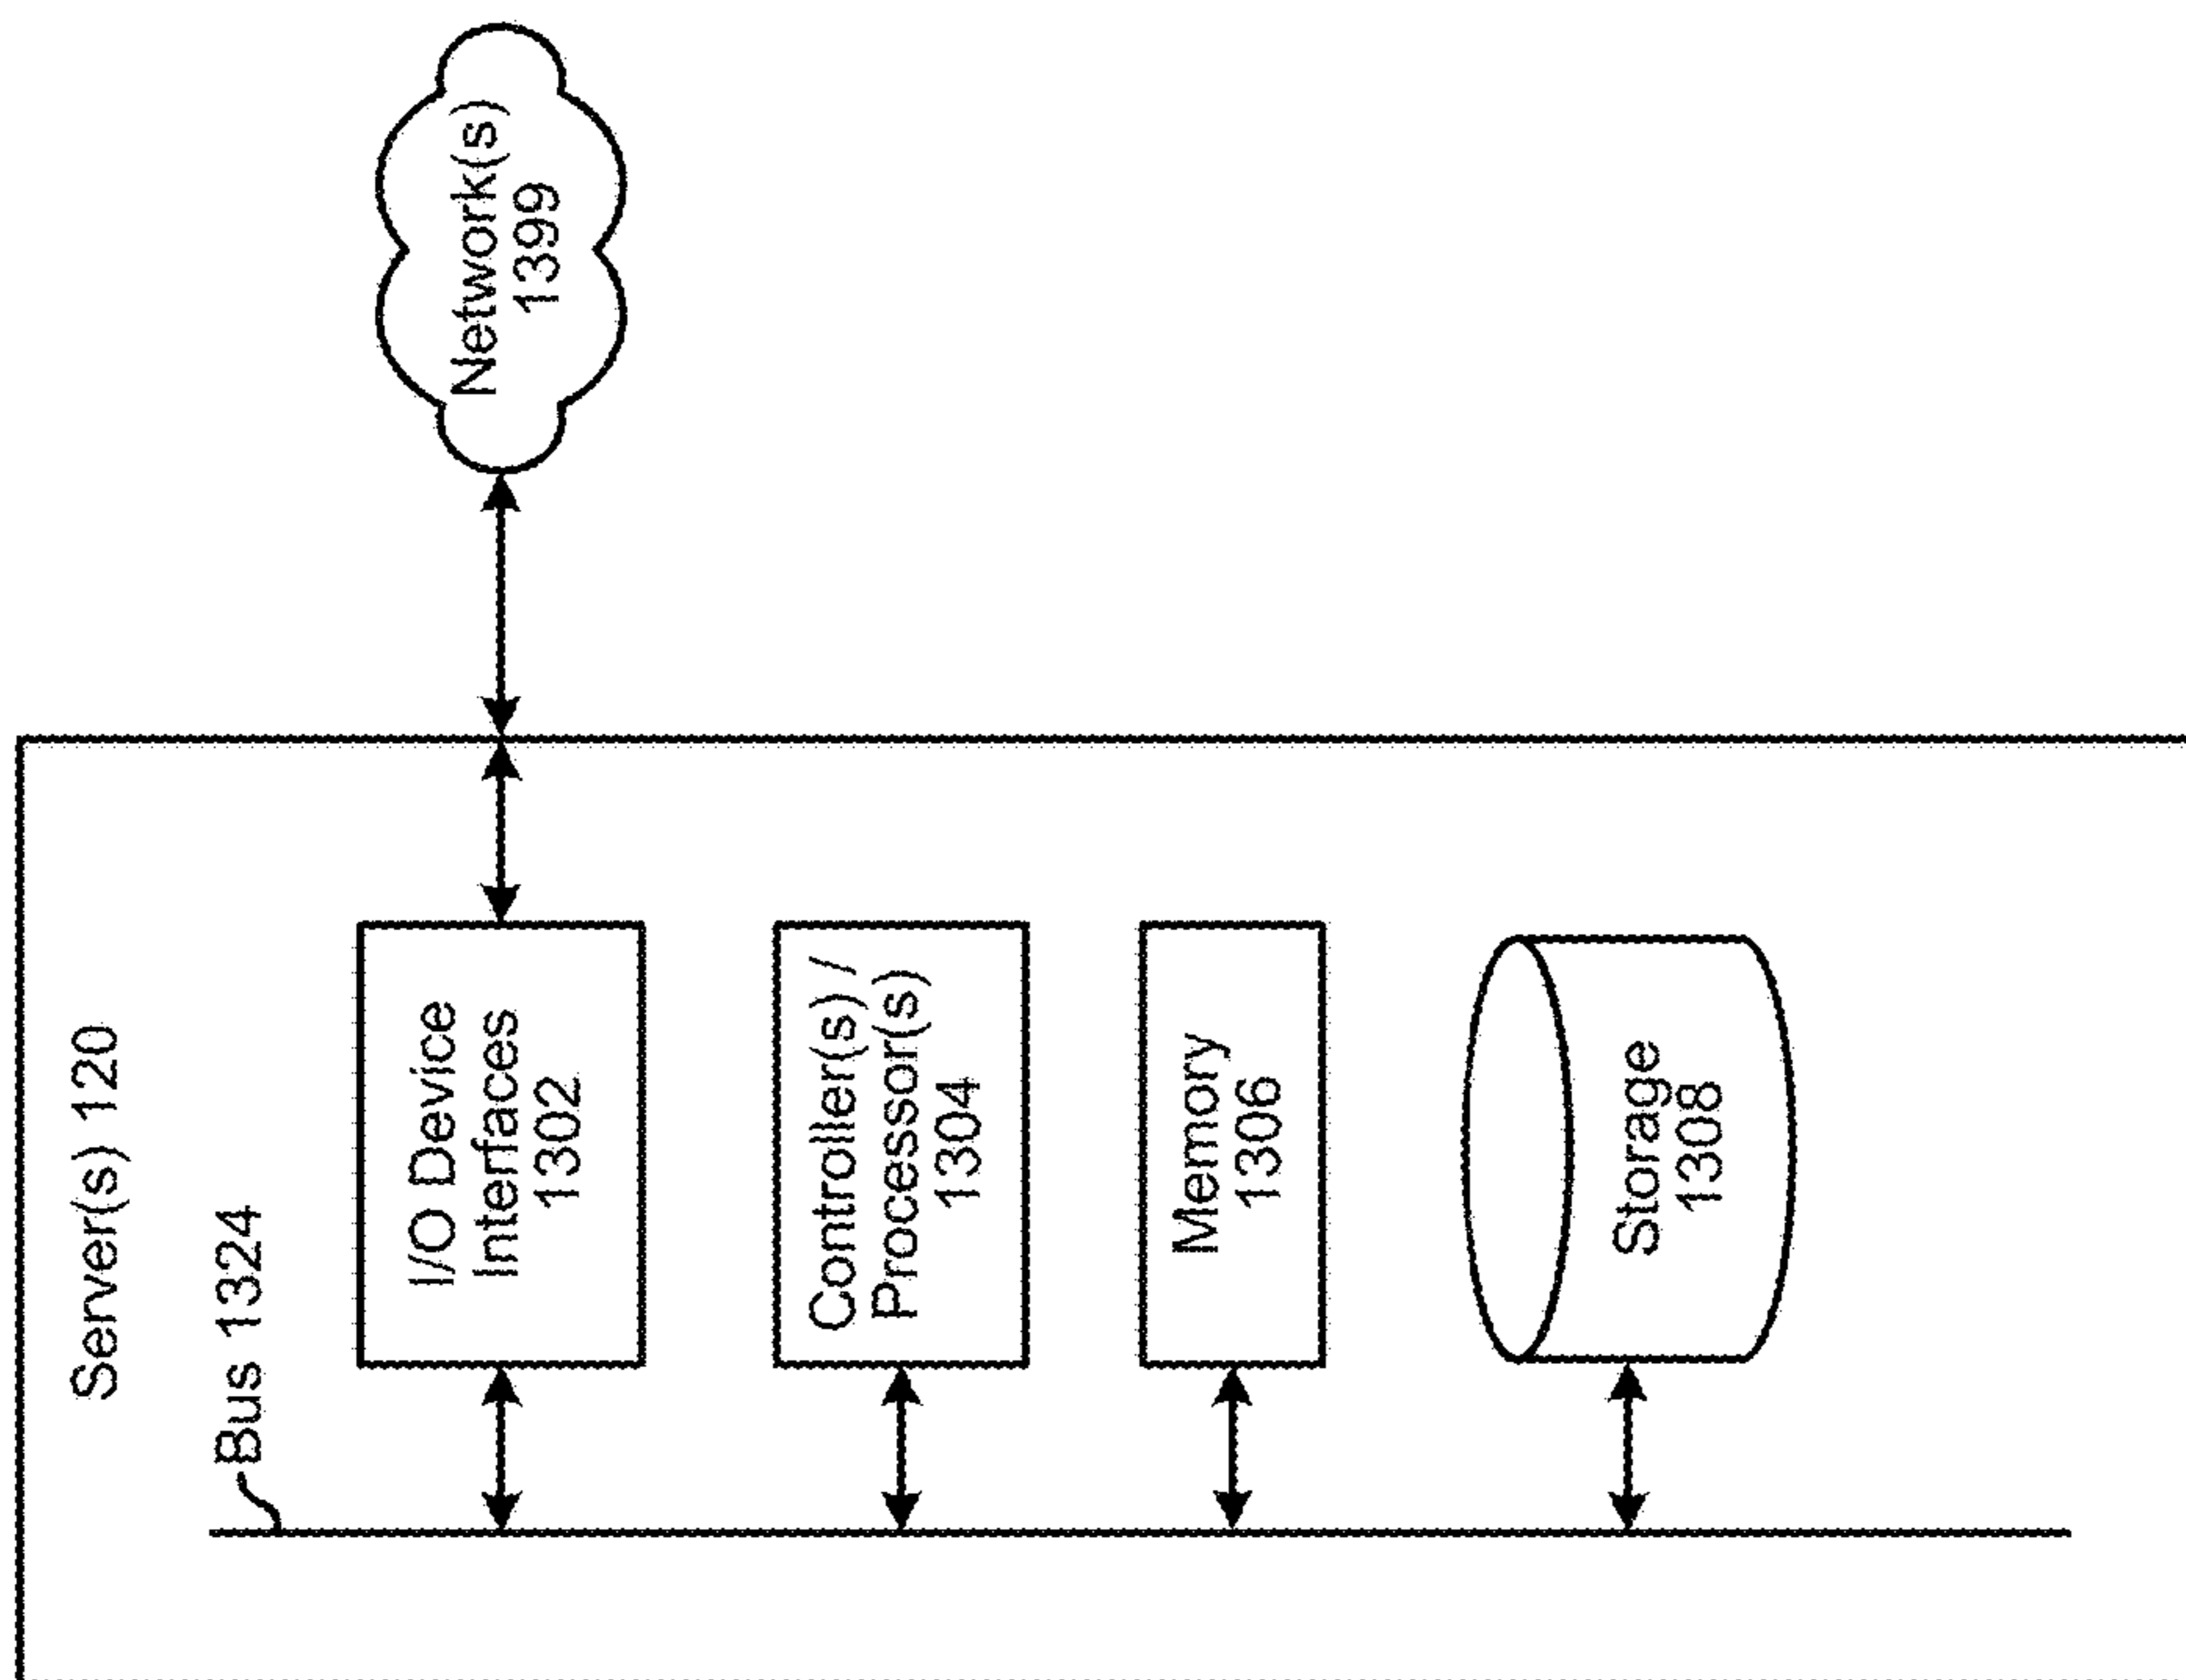 Server(s) 120
Bus 1324
I/O Device
Interfaces
1302
Network(s)
1399
Controller(s) /
Processor(s)
1304
Memory
1306
Storage
1308